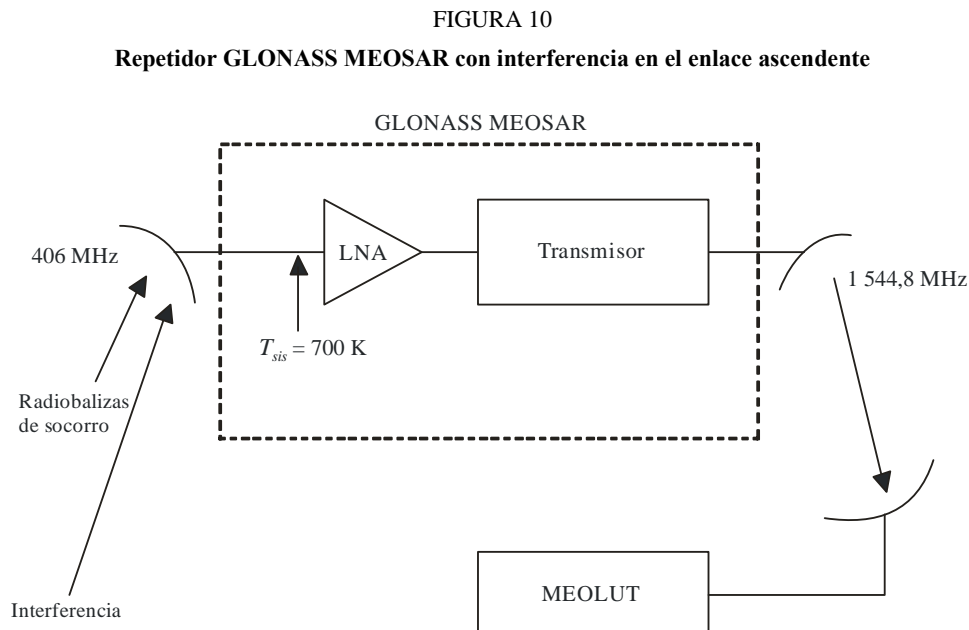 FIGURA 10
Repetidor GLONASS MEOSAR con interferencia en el enlace ascendente
GLONASS MEOSAR
406 MHz
LNA
Transmisor
1 544,8 MHz
Tsis = 700 K
Radiobalizas
de socorro
Interferencia
MEOLUT